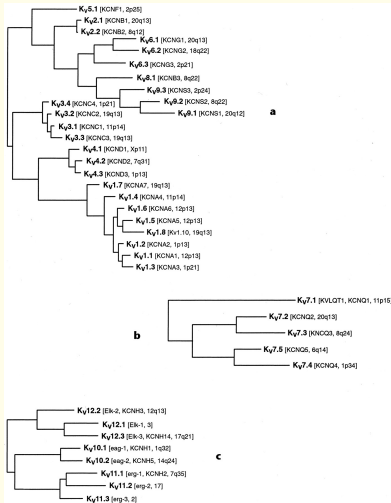 Kv5.1 [KCNF1, 2p25]
Kv2.1 [KCNB1, 20q13]
Kv2.2 [KCNB2, 8q12]
Kv6.1 [KCNG1, 20q13]
Kv6.2 [KCNG2, 18q22]
Kv6.3 [KCNG3, 2p21]
Kv8.1 [KCNB3, 8q22]
Kv9.3 [KCNS3, 2p24]
Kv9.2 [KCNS2, 8q22]
Kv9.1 [KCNS1, 20q12]
a
Kv3.4 [KCNC4, 1p21]
Kv3.2 [KCNC2, 19q13]
Kv3.1 [KCNC1, 11p14]
Kv3.3 [KCNC3, 19q13]
Kv4.1 [KCND1, Xp11]
Kv4.2 [KCND2, 7q31]
Kv4.3 [KCND3, 1p13]
Kv1.7 [KCNA7, 19q13]
Kv1.4 [KCNA4, 11p14]
Kv1.6 [KCNA6, 12p13]
Kv1.5 [KCNA5, 12p13]
Kv1.8 [Kv1.10, 19q13]
Kv1.2 [KCNA2, 1p13]
Kv1.1 [KCNA1, 12p13]
Kv1.3 [KCNA3, 1p21]
Kv7.1 [KVLQT1, KCNQ1, 11p15]
Kv7.2 [KCNQ2, 20q13]
b
Kv7.3 [KNCQ3, 8q24]
Kv7.5 [KCNQ5, 6q14]
Kv7.4 [KCNQ4, 1p34]
Kv12.2 [Elk-2, KCNH3, 12q13]
Kv12.1 [Elk-1, 3]
Kv12.3 [Elk-3, KCNH14, 17q21]
Kv10.1 [eag-1, KCNH1, 1q32]
c
Kv10.2 [eag-2, KCNH5, 14q24]
Kv11.1 [erg-1, KCNH2, 7q35]
Kv11.2 [erg-2, 17]
Kv11.3 [erg-3, 2]